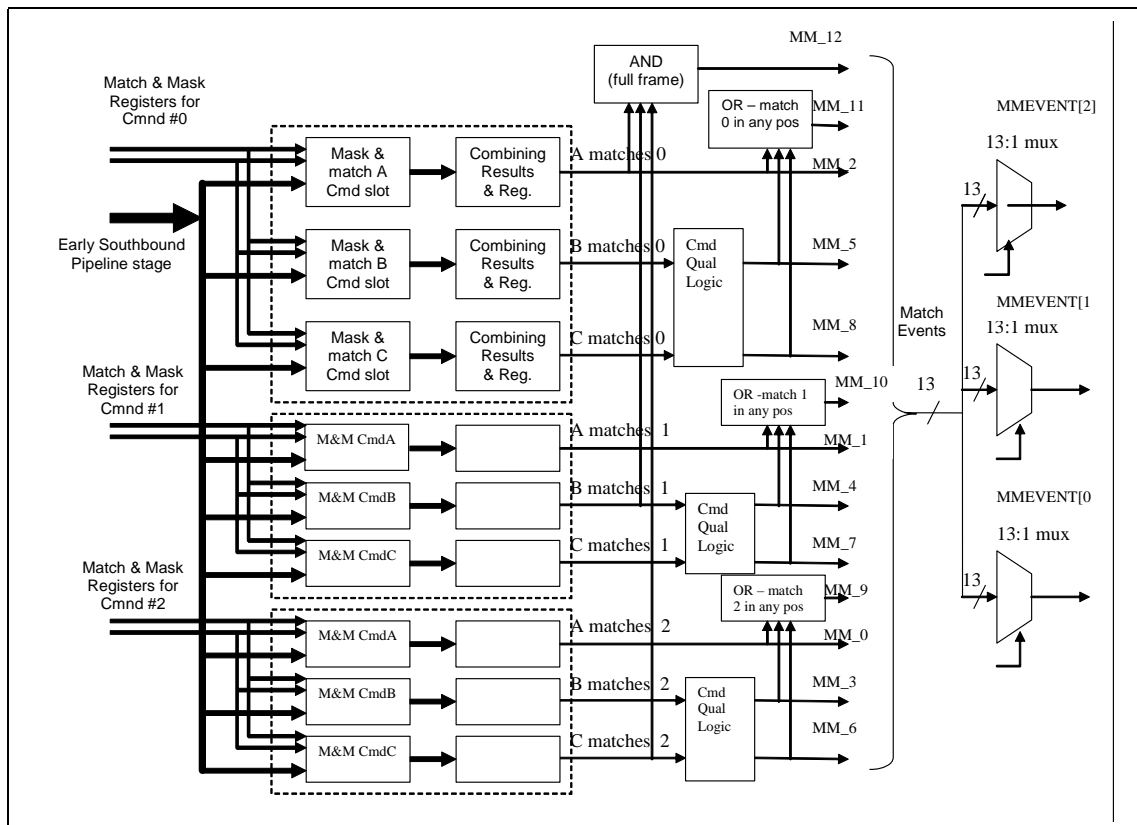 MM_12
AND
(full frame)
Match & Mask
Registers for
Cmnd #0
OR – match
0 in any pos
MM_11
MMEVENT[2]
13:1 mux
Mask &
match A
Cmd slot
Combining
Results
& Reg.
A matches 0
MM_2
13
Early Southbound
Pipeline stage
Mask &
match B
Cmd slot
Combining
Results
& Reg.
B matches 0
Cmd
Qual
Logic
MM_5
MM_8
Match
Events
MMEVENT[1
13:1 mux
Mask &
match C
Cmd slot
Combining
Results
& Reg.
C matches 0
Match & Mask
Registers for
Cmnd #1
OR -match 1
in any pos
MM_10
13
13
M&M CmdA
A matches 1
MM_1
M&M CmdB
B matches 1
Cmd
Qual
Logic
MM_4
MMEVENT[0
13:1 mux
M&M CmdC
C matches 1
MM_7
Match & Mask
Registers for
Cmnd #2
OR – match
2 in any pos
MM_9
13
M&M CmdA
A matches 2
MM_0
M&M CmdB
B matches 2
Cmd
Qual
Logic
MM_3
MM_6
M&M CmdC
C matches 2